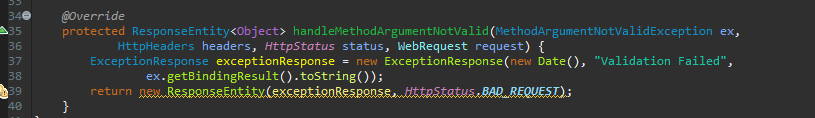 34 @Override
35 protected ResponseEntity<Object> handleMethodArgumentNotValid(MethodArgumentNotValidException ex,
36 HttpHeaders headers, HttpStatus status, WebRequest request) {
37 ExceptionResponse exceptionResponse = new ExceptionResponse(new Date(), "Validation Failed",
38 ex.getBindingResult().toString());
39 return new ResponseEntity(exceptionResponse, HttpStatus.BAD_REQUEST);
40 }